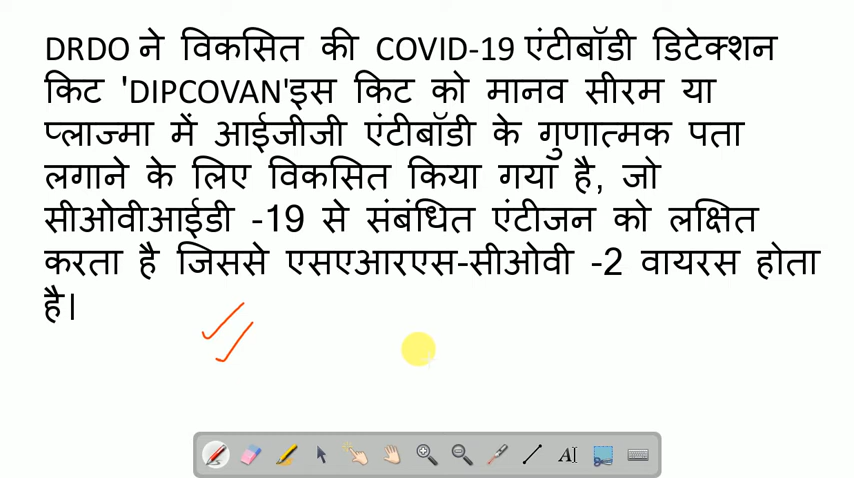 DRDO ने विकसित की COVID-19 एंटीबॉडी डिटेक्शन
किट 'DIPCOVAN'इस किट को मानव सीरम या
प्लाज्मा में आईजीजी एंटीबॉडी के गुणात्मक पता
लगाने के लिए विकसित किया गया है, जो
सीओवीआईडी -19 से संबंधित एंटीजन को लक्षित
करता है जिससे एसएआरएस-सीओवी -2 वायरस होता
है।
AI